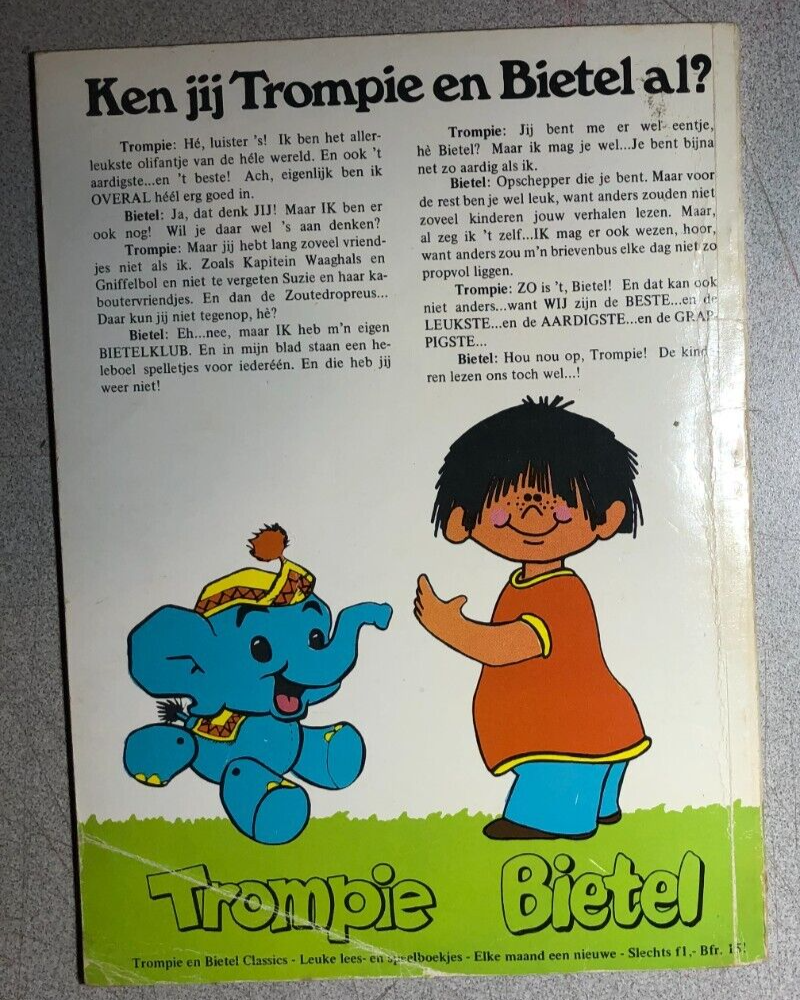 Ken jij Trompie en Bietel al?
Trompie: Hé, luister 's! Ik ben het aller-
leukste olifantje van de héle wereld. En ook 't
aardigste...en 't beste! Ach, eigenlijk ben ik
OVERAL héél erg goed in.
Bietel: Ja, dat denk JIJ! Maar IK ben er
ook nog! Wil je daar wel 's aan denken?
Trompie: Maar jij hebt lang zoveel vriend-
jes niet als ik. Zoals Kapitein Waaghals en
Gniffelbol en niet te vergeten Suzie en haar ka-
boutervriendjes. En dan de Zoutedropreus...
Daar kun jij niet tegenop, hè?
Bietel: Eh...nee, maar IK heb m'n eigen
BIETELKLUB. En in mijn blad staan een he-
leboel spelletjes voor iederéén. En die heb jij
weer niet!
Trompie: Jij bent me er wel eentje,
hè Bietel? Maar ik mag je wel...Je bent bijna
net zo aardig als ik.
Bietel: Opschepper die je bent. Maar voor
de rest ben je wel leuk, want anders zouden niet
zoveel kinderen jouw verhalen lezen. Maar,
al zeg ik 't zelf...IK mag er ook wezen, hoor,
want anders zou m'n brievenbus elke dag niet zo
propvol liggen.
Trompie: ZO is 't, Bietel! En dat kan ook
niet anders...want WIJ zijn de BESTE...en de
LEUKSTE...en de AARDIGSTE...en de GRAP-
PIGSTE...
Bietel: Hou nou op, Trompie! De kinde-
ren lezen ons toch wel...!
Trompie Bietel
Trompie en Bietel Classics - Leuke lees- en speelboekjes - Elke maand een nieuwe - Slechts f1,- Bfr. 15!